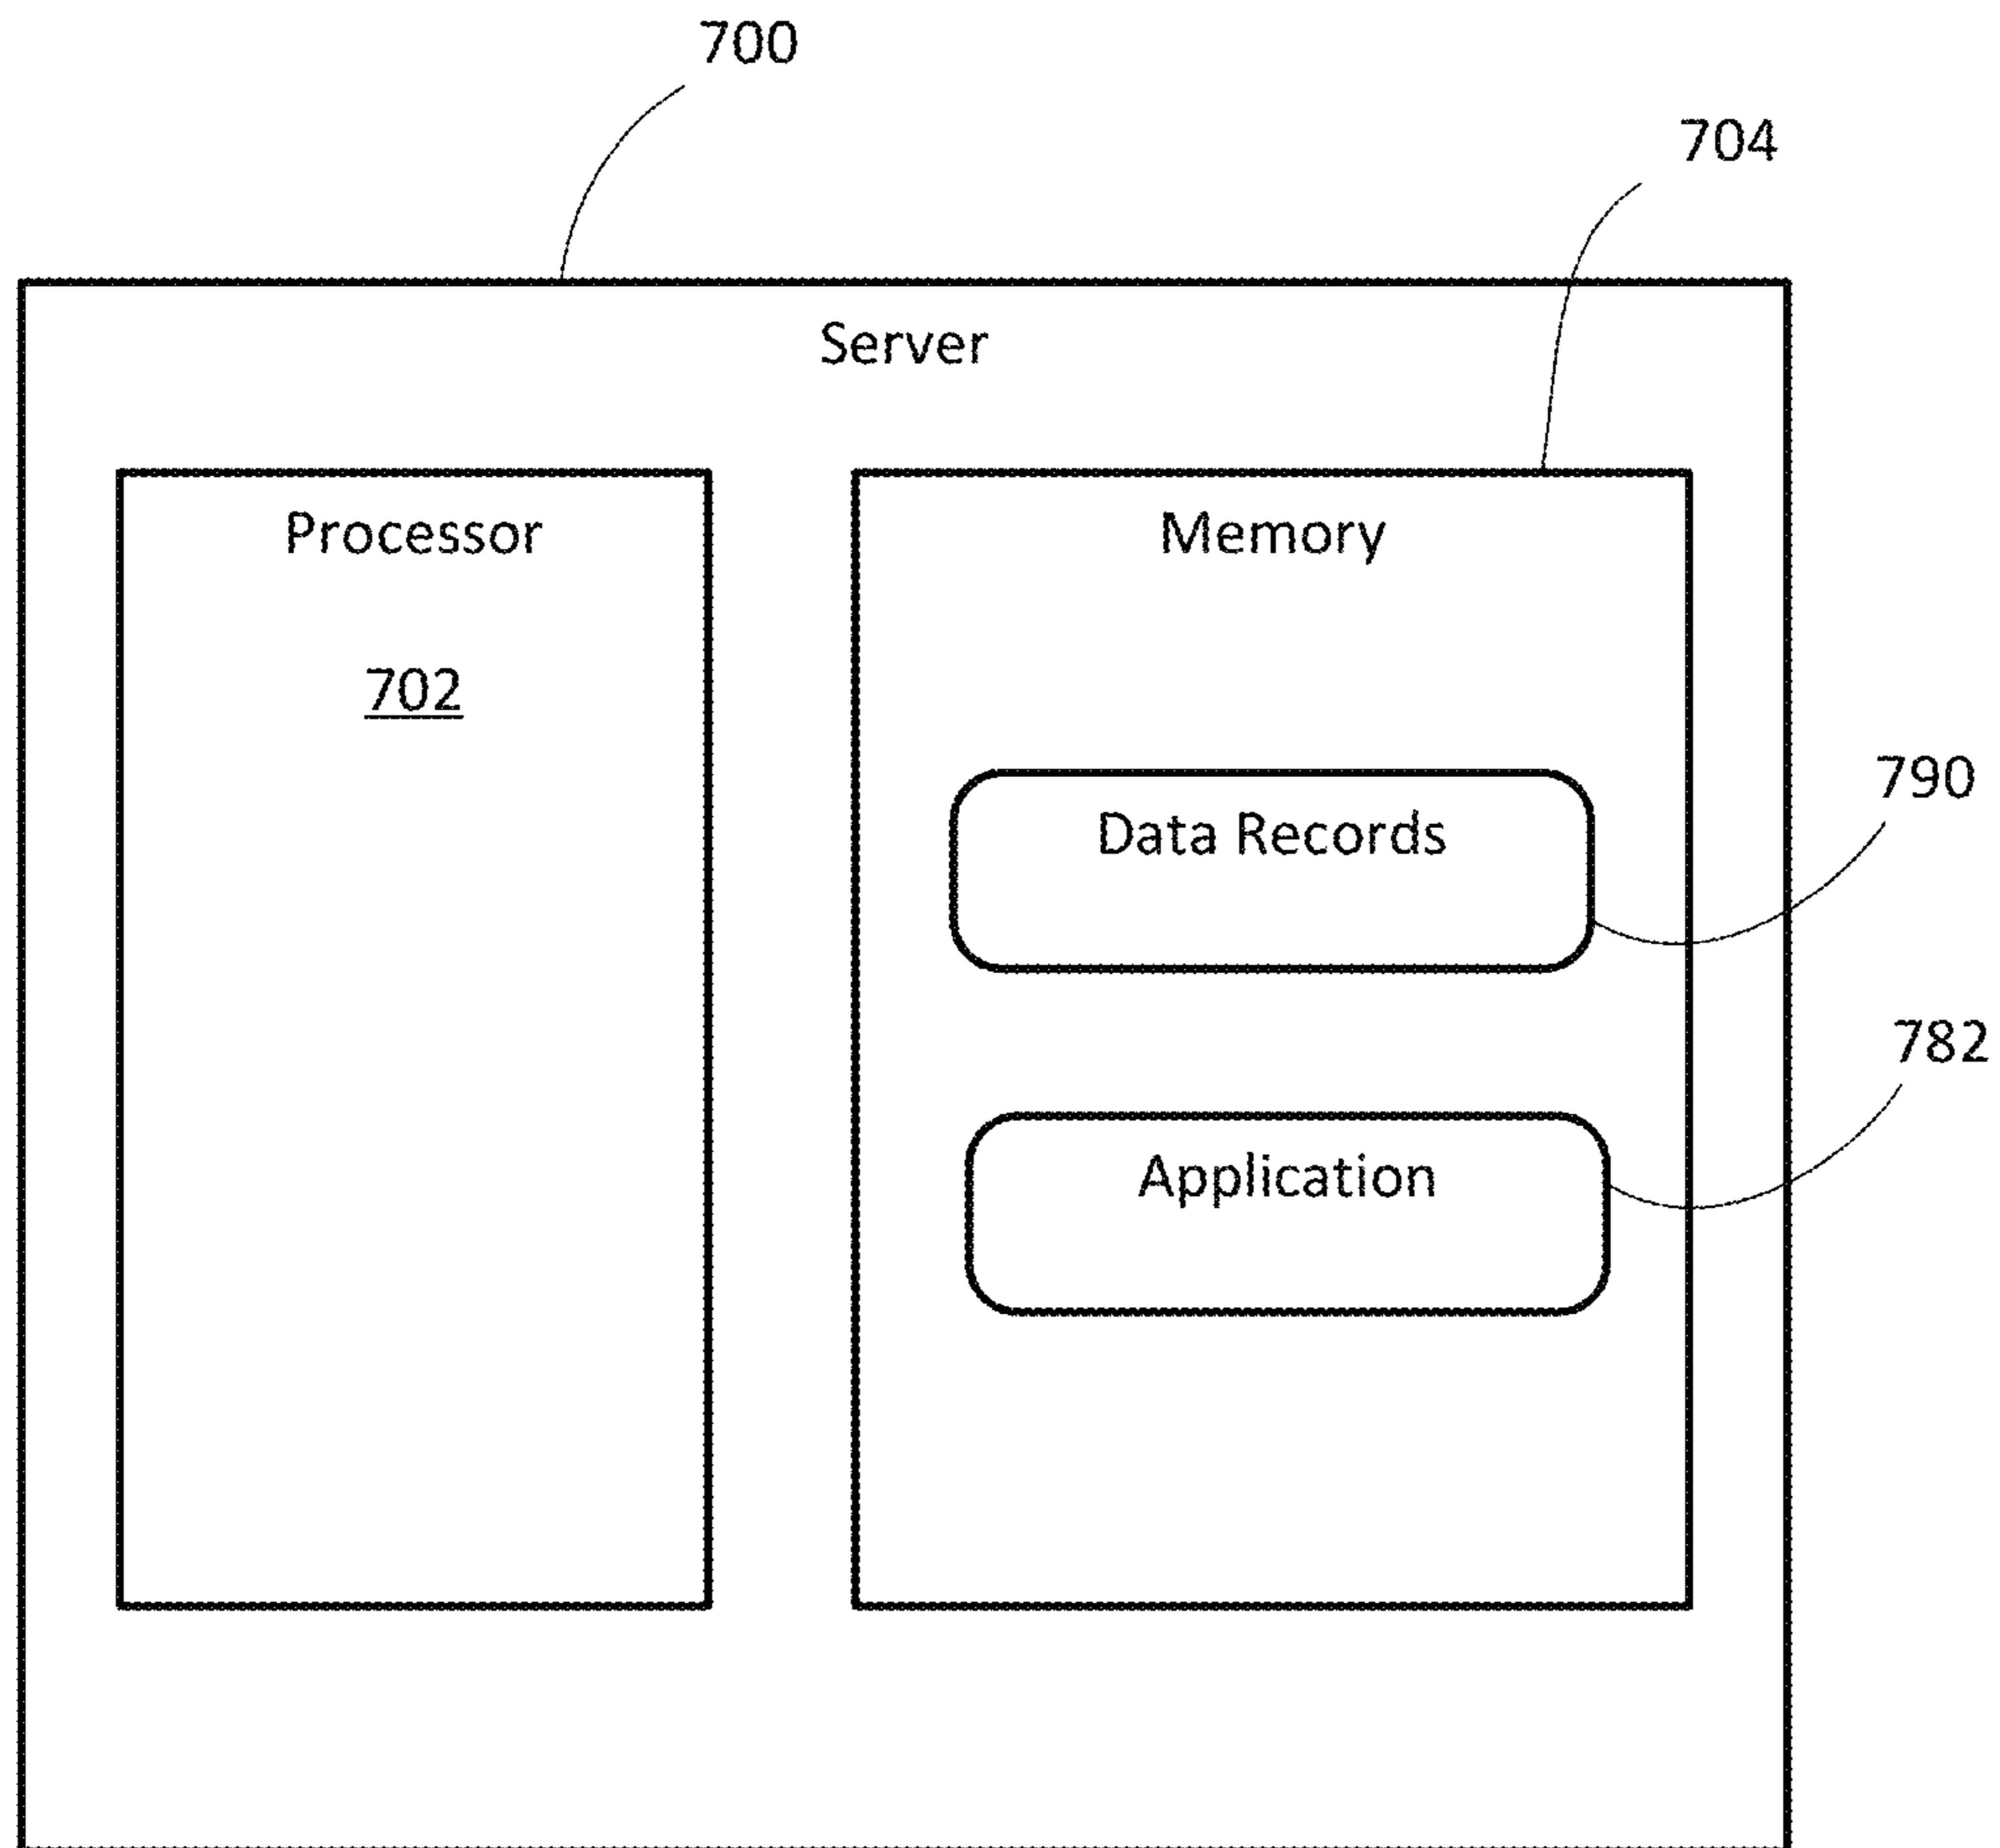 700
704
Server
Processor
Memory
702
790
Data Records
782
Application